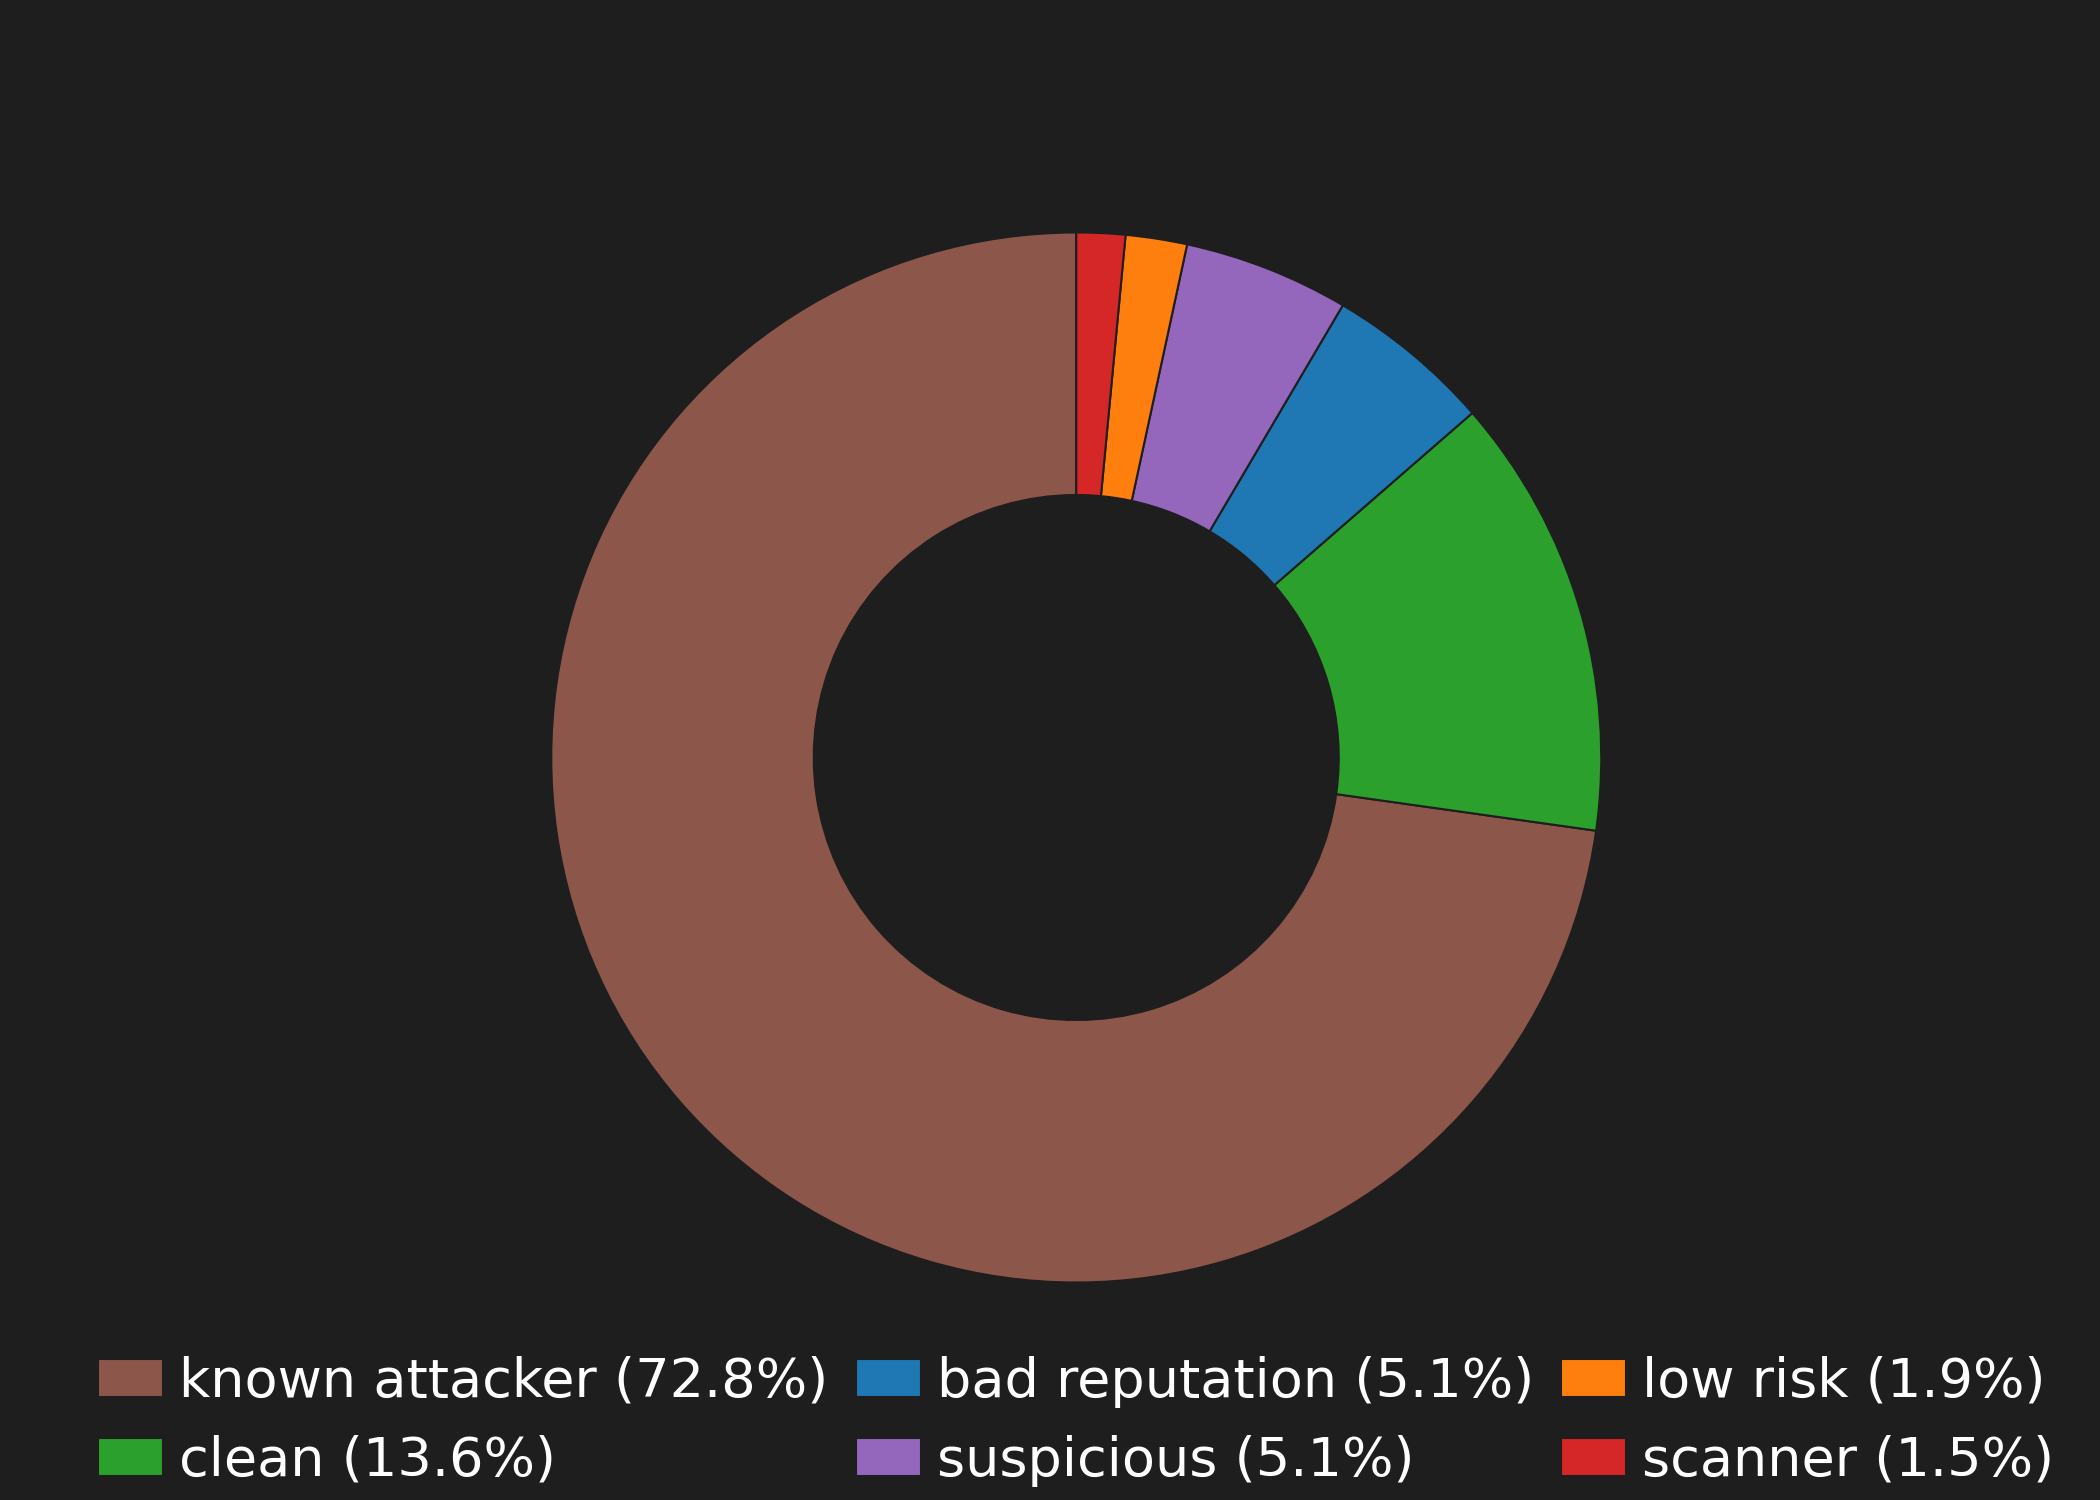 known attacker (72.8%)
clean (13.6%)
bad reputation (5.1%)
suspicious (5.1%)
low risk (1.9%)
scanner (1.5%)